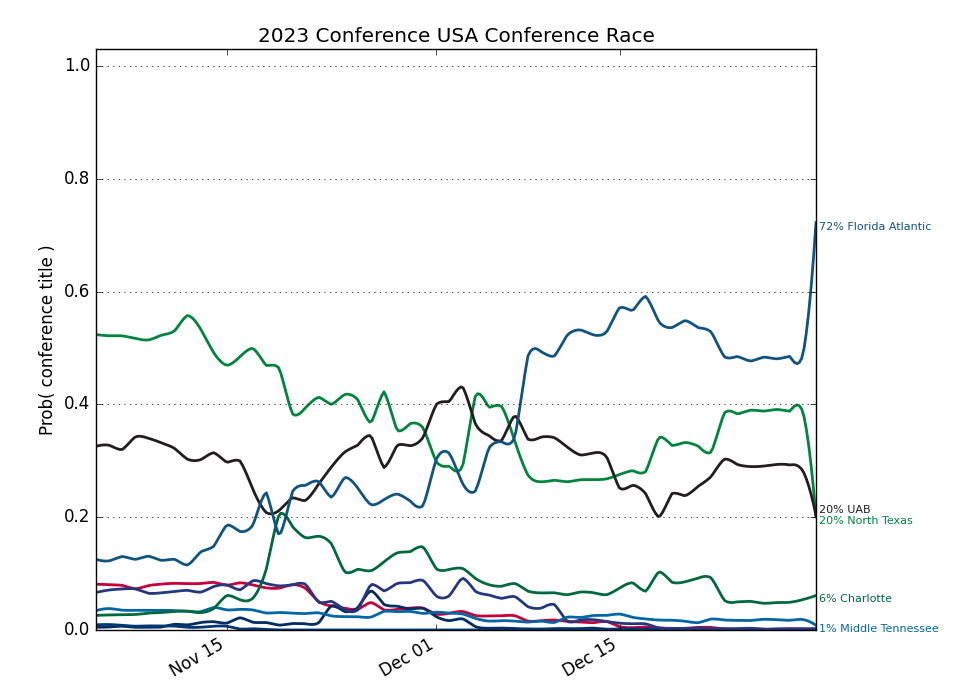 2023 Conference USA Conference Race
Prob( conference title )
1.0
0.8
0.6
0.4
0.2
0.0
Nov 15
Dec 01
Dec 15
72% Florida Atlantic
20% UAB
20% North Texas
6% Charlotte
1% Middle Tennessee